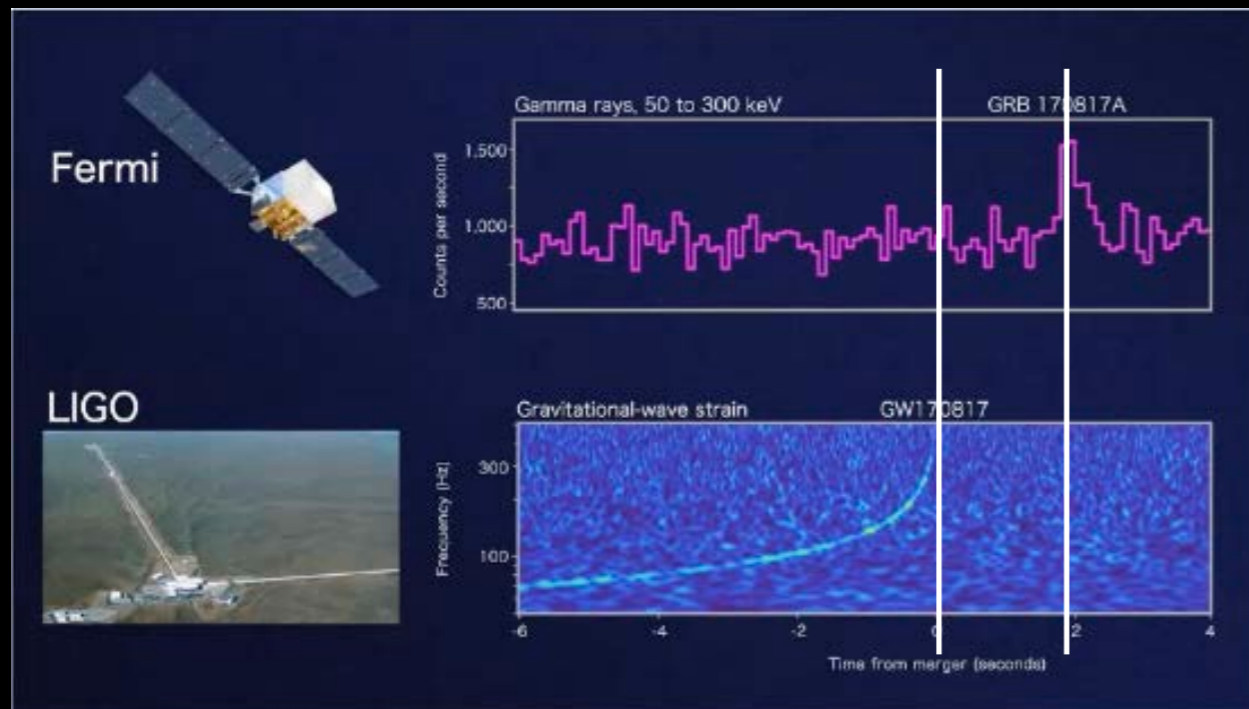 Fermi
Gamma rays, 50 to 300 keV
GRB 170817A
Counts per second
1,500
1,000
500
LIGO
Gravitational-wave strain
GW170817
Frequency (Hz)
300
100
-6
-4
-2
0
2
4
Time from merger (seconds)